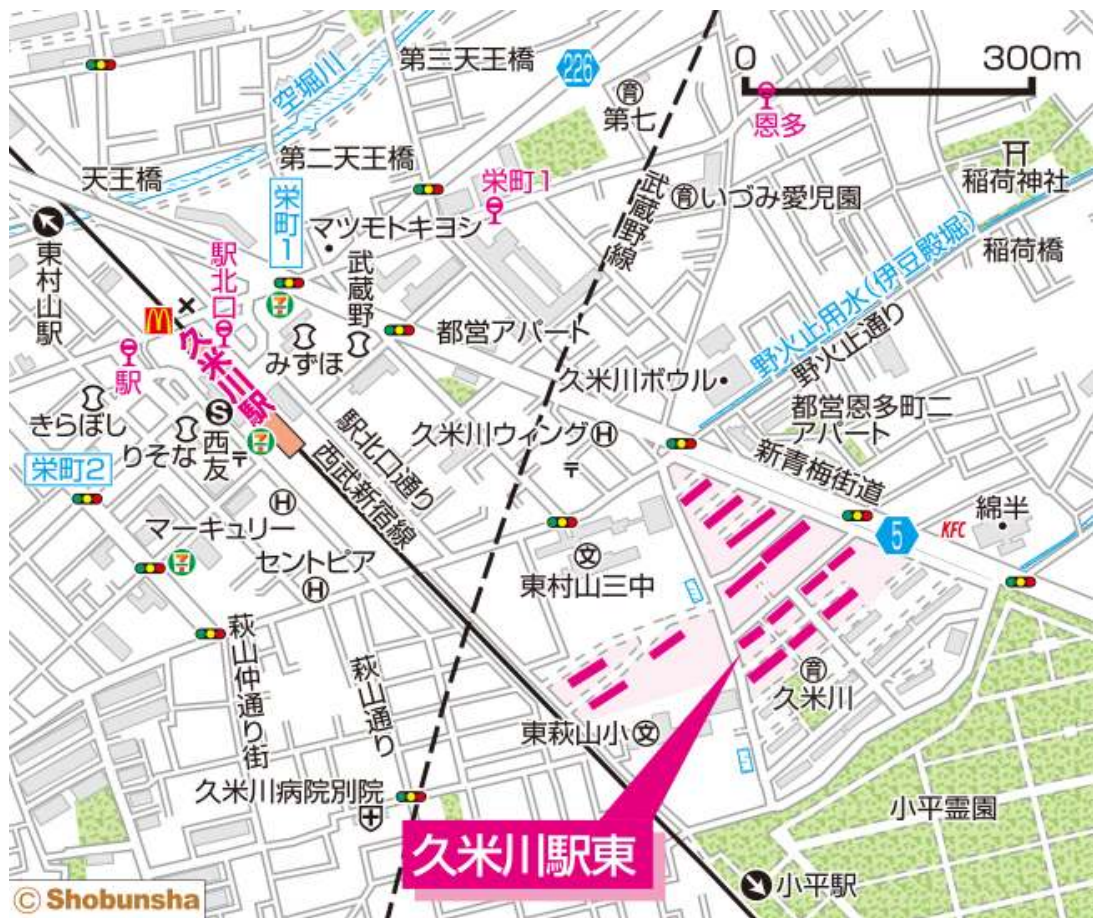 0 300m
第三天王橋
226
空堀川
第七
恩多
天王橋
第二天王橋
栄町1
武蔵野線
いづみ愛児園
稲荷神社
稲荷橋
東村山駅
栄町1
マツモトキヨシ
駅北口
武蔵野
みずほ
都営アパート
野火止用水(伊豆殿堀)
野火止通り
駅
久米川駅
久米川ボウル
きらぼし
りそな
S
西友
駅北口通り
西武新宿線
久米川ウィング H
都営恩多町二
アパート
新青梅街道
栄町2
マーキュリー
H
セントピア
H
文
東村山三中
5
KFC
綿半
萩山仲通り街
萩山通り
育
久米川
東萩山小 文
久米川病院別院
小平霊園
久米川駅東
小平駅
© Shobunsha